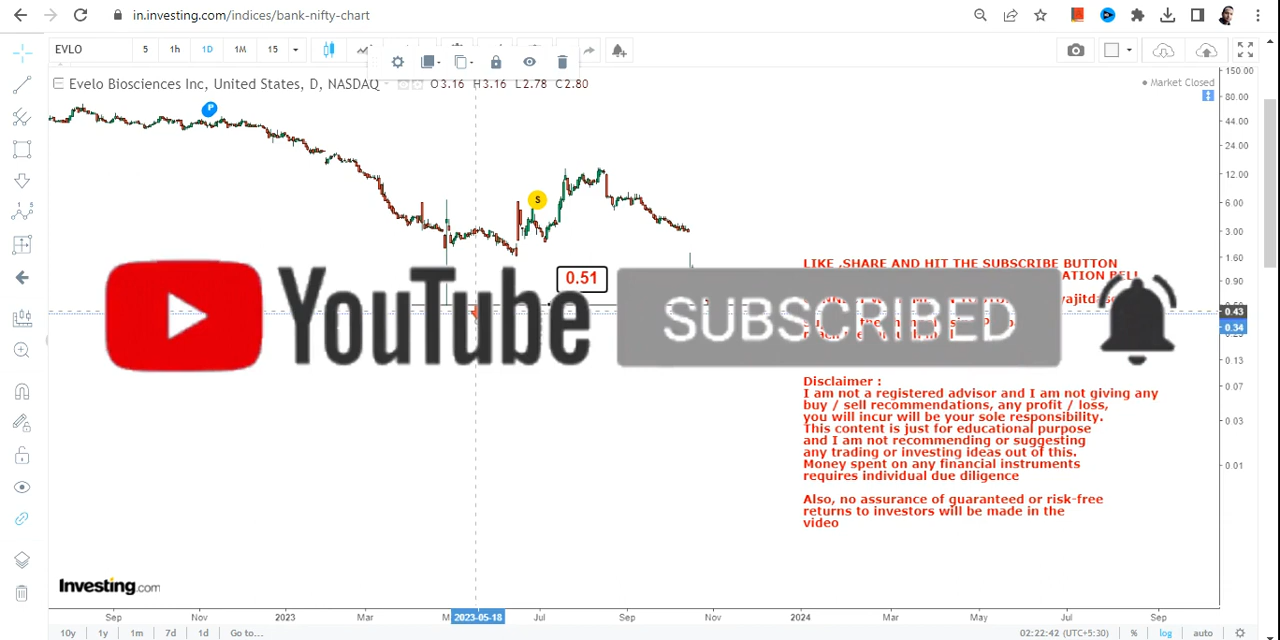 in.investing.com/indices/bank-nifty-chart
EVLO 5 1h 1D 1M 15
Evelo Biosciences Inc, United States, D, NASDAQ O3.16 H3.16 L2.78 C2.80
Market Closed
150.00
80.00
44.00
24.00
12.00
6.00
3.00
1.60
0.90
0.43
0.34
0.13
0.07
0.03
0.01
P
S
0.51
YouTube
SUBSCRIBED
LIKE ,SHARE AND HIT THE SUBSCRIBE BUTTON
Disclaimer :
I am not a registered advisor and I am not giving any
buy / sell recommendations, any profit / loss,
you will incur will be your sole responsibility.
This content is just for educational purpose
and I am not recommending or suggesting
any trading or investing ideas out of this.
Money spent on any financial instruments
requires individual due diligence
Also, no assurance of guaranteed or risk-free
returns to investors will be made in the
video
Investing.com
Sep Nov 2023 Mar 2023-05-18 Jul Sep Nov 2024 Mar May Jul Sep
10y 1y 1m 7d 1d Go to... 02:22:42 (UTC+5:30) % log auto